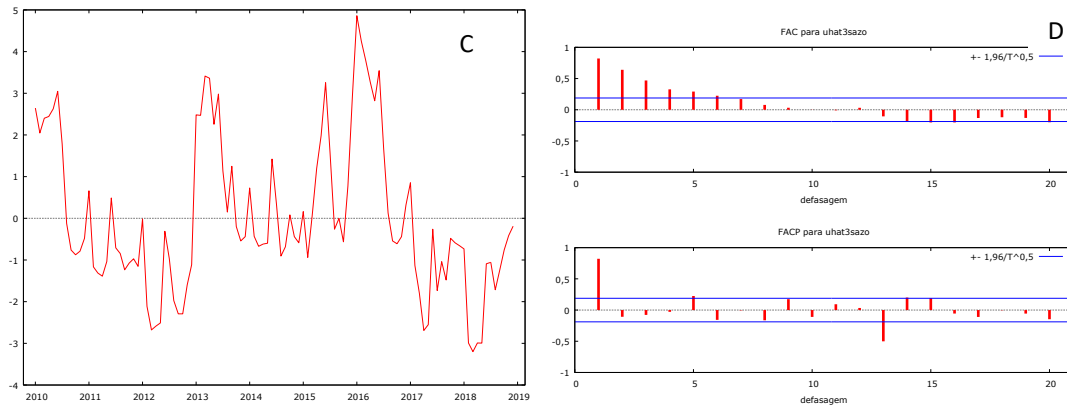 5
4
3
2
1
0
-1
-2
-3
-4
2010 2011 2012 2013 2014 2015 2016 2017 2018 2019
C
D
FAC para uhat3sazo
+- 1,96/T^0,5
1
0,5
0
-0,5
-1
0 5 10 15 20
defasagem
FACP para uhat3sazo
+- 1,96/T^0,5
1
0,5
0
-0,5
-1
0 5 10 15 20
defasagem